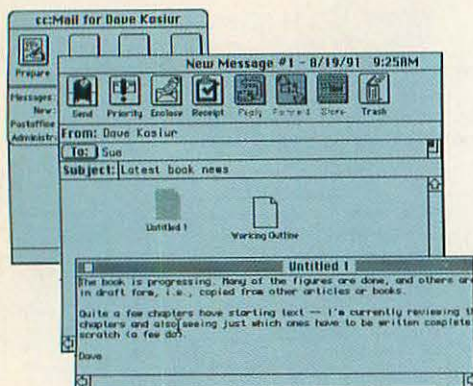 cc:Mail for Dave Kosiur
Prepare
Messages:
New:
Postoffice
Administr
New Message #1 - 8/19/91 9:25AM
Send Priority Enclose Receipt Reply Forward Store Trash
From: Dave Kosiur
To: Sue
Subject: Latest book news
Untitled 1
Working Outline
Untitled 1
The book is progressing. Many of the figures are done, and others are
in draft form, i.e., copied from other articles or books.
Quite a few chapters have starting text -- I'm currently reviewing th
chapters and also seeing just which ones have to be written complete
scratch (a few do).
Dave